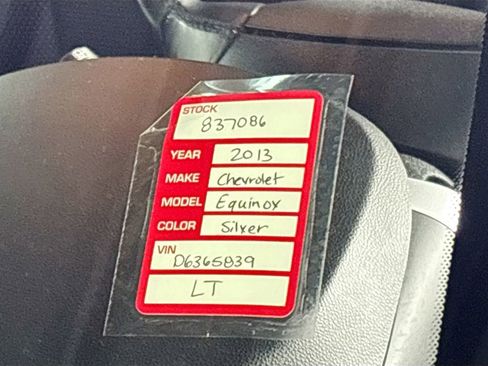 STOCK
837086
YEAR 2013
MAKE Chevrolet
MODEL Equinox
COLOR Silver
VIN
D6365839
LT